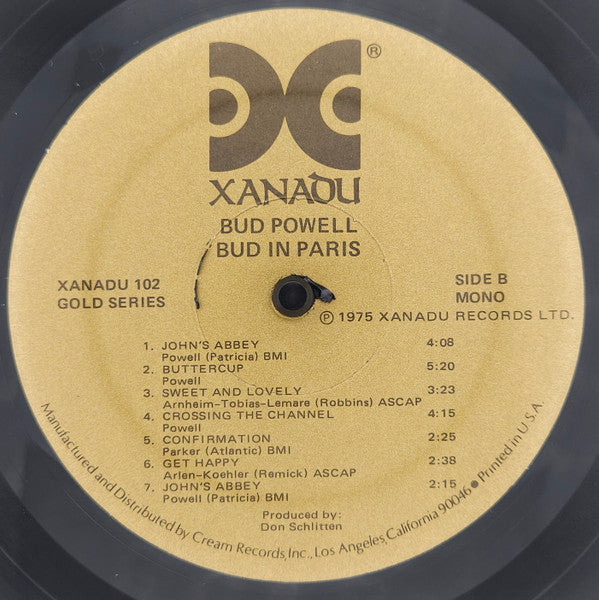 ®
XANADU
BUD POWELL
BUD IN PARIS
XANADU 102
GOLD SERIES
SIDE B
MONO
℗ 1975 XANADU RECORDS LTD.
1. JOHN'S ABBEY 4:08
Powell (Patricia) BMI
2. BUTTERCUP 5:20
Powell
3. SWEET AND LOVELY 3:23
Arnheim-Tobias-Lemare (Robbins) ASCAP
4. CROSSING THE CHANNEL 4:15
Powell
5. CONFIRMATION 2:25
Parker (Atlantic) BMI
6. GET HAPPY 2:38
Arlen-Koehler (Remick) ASCAP
7. JOHN'S ABBEY 2:15
Powell (Patricia) BMI
Produced by:
Don Schlitten
Manufactured and Distributed by Cream Records, Inc., Los Angeles, California 90046 ● Printed in U.S.A.